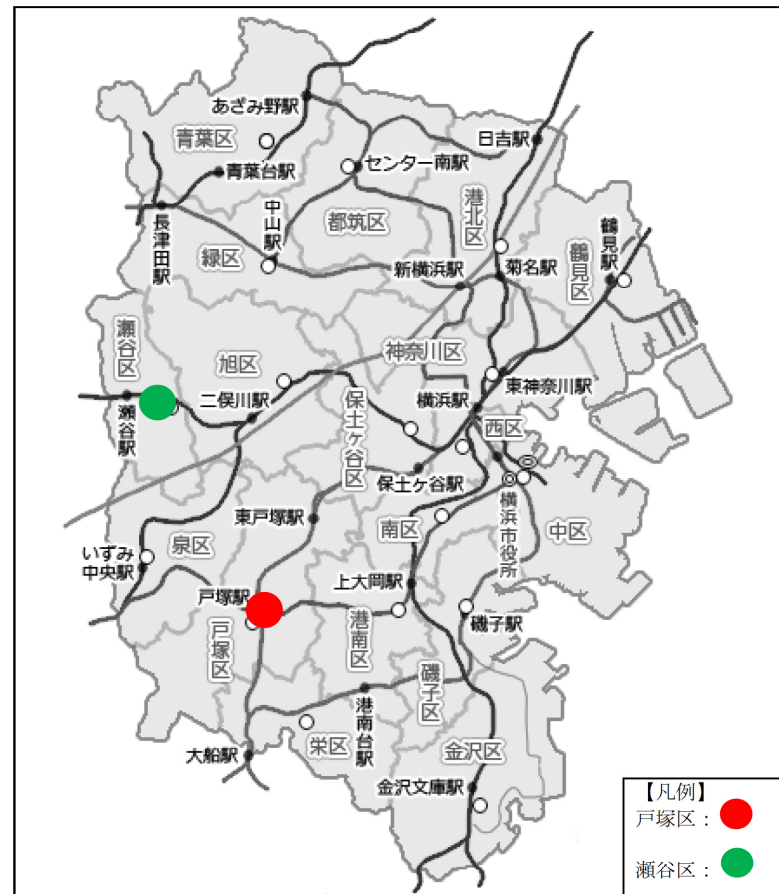 あざみ野駅
日吉駅
青葉区
青葉台駅
センター南駅
港北区
中山駅
都筑区
鶴見駅
長津田駅
緑区
新横浜駅
菊名駅
鶴見区
瀬谷区
旭区
神奈川区
東神奈川駅
二俣川駅
横浜駅
瀬谷駅
保土ヶ谷区
西区
保土ヶ谷駅
東戸塚駅
南区
横浜市役所
中区
泉区
いずみ
中央駅
上大岡駅
戸塚駅
戸塚区
港南区
磯子駅
磯子区
港南台駅
大船駅
栄区
金沢区
金沢文庫駅
【凡例】
戸塚区：
瀬谷区：